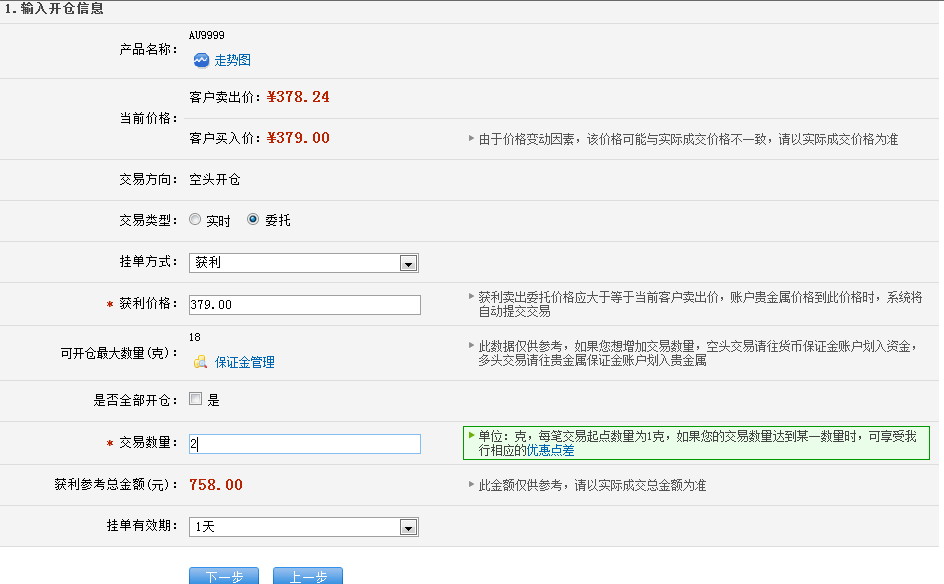 1.输入开仓信息
产品名称:
AU9999
走势图
当前价格:
客户卖出价: ¥378.24
客户买入价: ¥379.00
由于价格变动因素, 该价格可能与实际成交价格不一致, 请以实际成交价格为准
交易方向: 空头开仓
交易类型: 实时 委托
挂单方式: 获利
* 获利价格: 379.00
获利卖出委托价格应大于等于当前客户卖出价, 账户贵金属价格到此价格时, 系统将
自动提交交易
可开仓最大数量(克):
18
保证金管理
此数据仅供参考, 如果您想增加交易数量, 空头交易请往货币保证金账户划入资金,
多头交易请往贵金属保证金账户划入贵金属
是否全部开仓: 是
* 交易数量: 2
单位: 克, 每笔交易起点数量为1克, 如果您的交易数量达到某一数量时, 可享受我
行相应的优惠点差
获利参考总金额(元): 758.00
此金额仅供参考, 请以实际成交总金额为准
挂单有效期: 1天
下一步 上一步